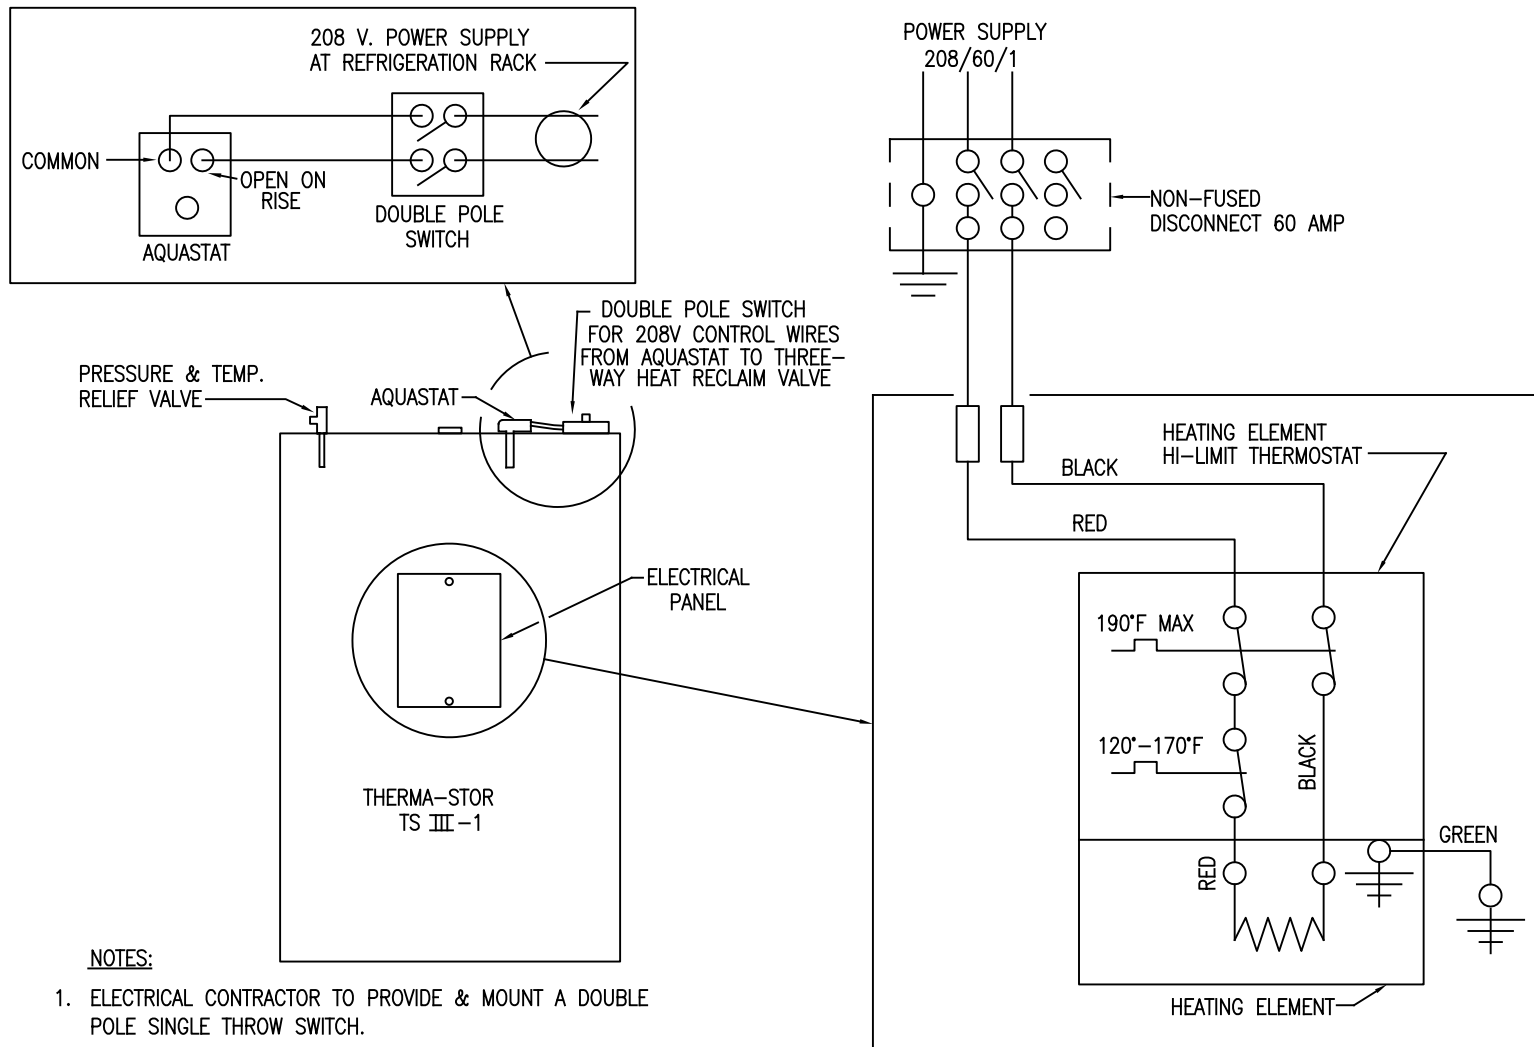 208 V. POWER SUPPLY
AT REFRIGERATION RACK
COMMON
OPEN ON
RISE
AQUASTAT
DOUBLE POLE
SWITCH
POWER SUPPLY
208/60/1
NON-FUSED
DISCONNECT 60 AMP
DOUBLE POLE SWITCH
FOR 208V CONTROL WIRES
FROM AQUASTAT TO THREE-
WAY HEAT RECLAIM VALVE
PRESSURE & TEMP.
RELIEF VALVE
AQUASTAT
ELECTRICAL
PANEL
THERMA-STOR
TS III-1
HEATING ELEMENT
HI-LIMIT THERMOSTAT
BLACK
RED
190°F MAX
120°-170°F
BLACK
RED
GREEN
HEATING ELEMENT
NOTES:
1. ELECTRICAL CONTRACTOR TO PROVIDE & MOUNT A DOUBLE
POLE SINGLE THROW SWITCH.